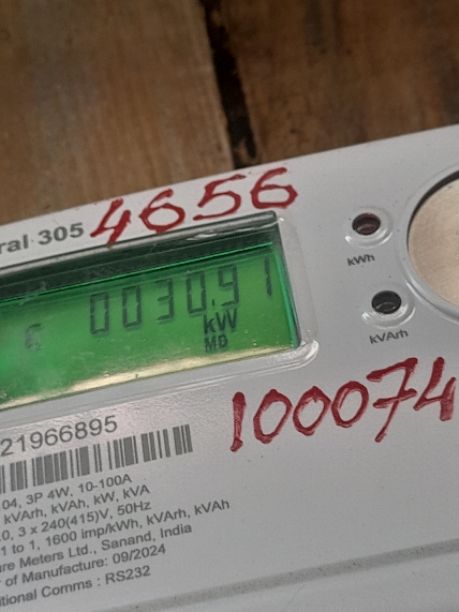 ral 305 4656
0030.91
kW
MD
kWh
kVArh
100074
21966895
04, 3P 4W, 10-100A
kVArh, kVAh, kW, kVA
.0, 3 x 240(415)V, 50Hz
1 to 1, 1600 imp/kWh, kVArh, kVAh
ure Meters Ltd., Sanand, India
r of Manufacture: 09/2024
itional Comms : RS232